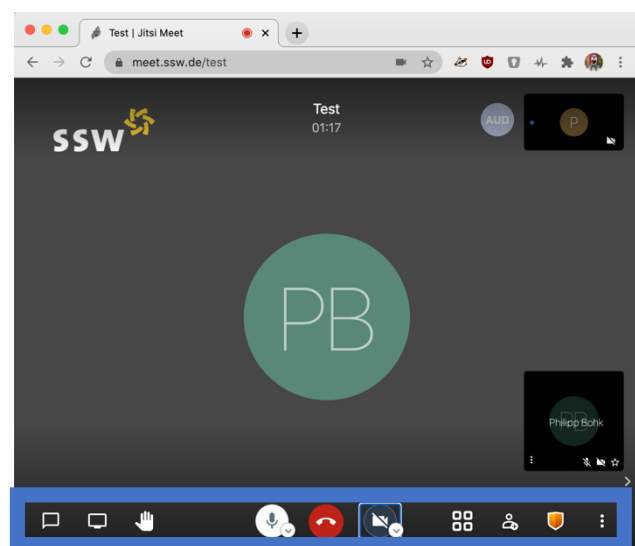 Test | Jitsi Meet
meet.ssw.de/test
SSW
Test
01:17
AUD
P
PB
PB
Philipp Bohk